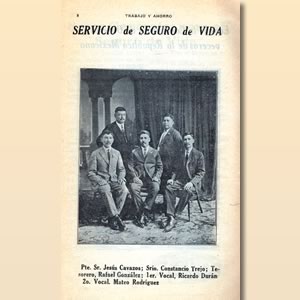 8
TRABAJO Y AHORRO
SERVICIO de SEGURO de VIDA
Pte. Sr. Jesús Cavazos; Srio. Constancio Trejo; Te-
sorero, Rafael González; 1er. Vocal, Ricardo Durán
2o. Vocal. Mateo Rodríguez